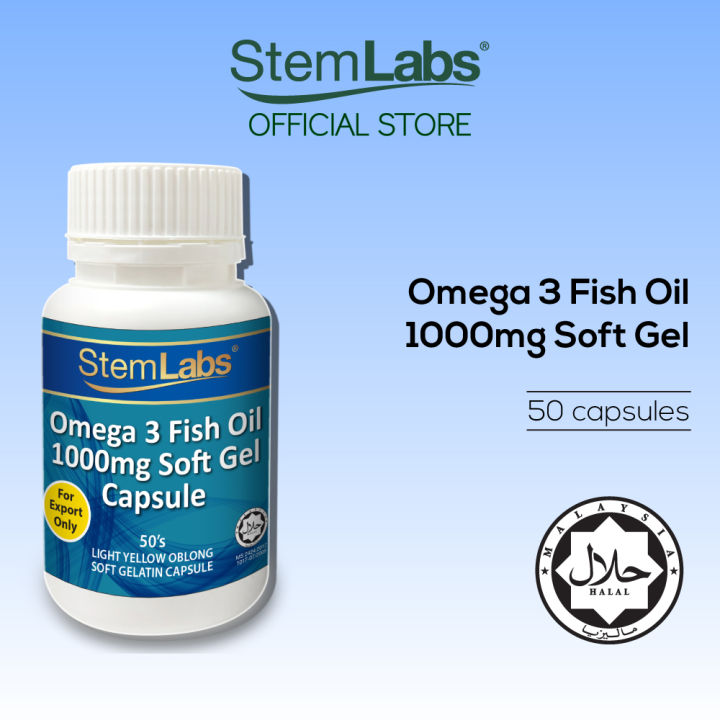 StemLabs®
OFFICIAL STORE
StemLabs®
Omega 3 Fish Oil
1000mg Soft Gel
Capsule
For
Export
Only
50's
LIGHT YELLOW OBLONG
SOFT GELATIN CAPSULE
حلال
Omega 3 Fish Oil
1000mg Soft Gel
50 capsules
MALAYSIA
حلال
HALAL
ماليزيا